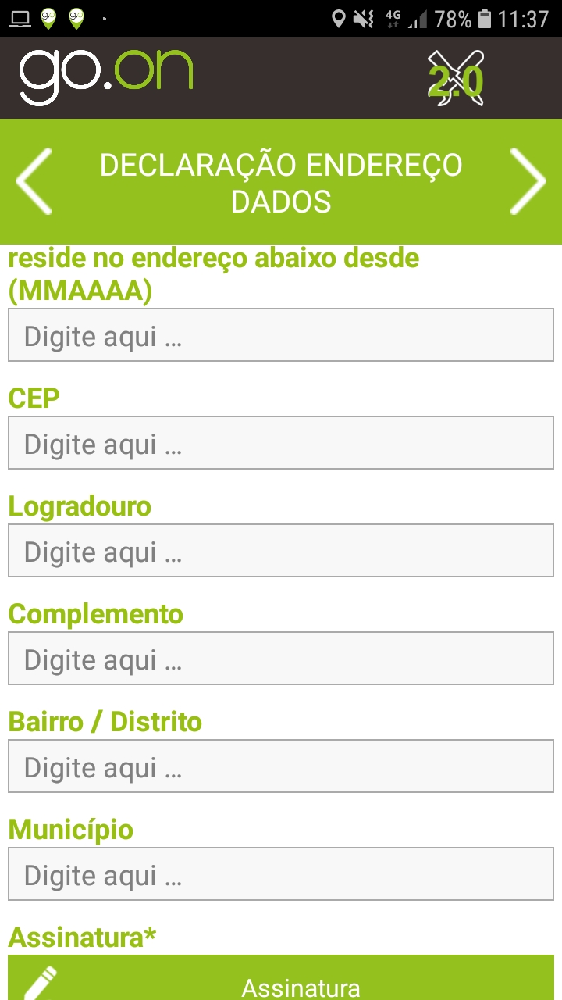 4G 78% 11:37
go.on 2.0
DECLARAÇÃO ENDEREÇO
DADOS
reside no endereço abaixo desde
(MMAAAA)
Digite aqui ...
CEP
Digite aqui ...
Logradouro
Digite aqui ...
Complemento
Digite aqui ...
Bairro / Distrito
Digite aqui ...
Município
Digite aqui ...
Assinatura*
Assinatura